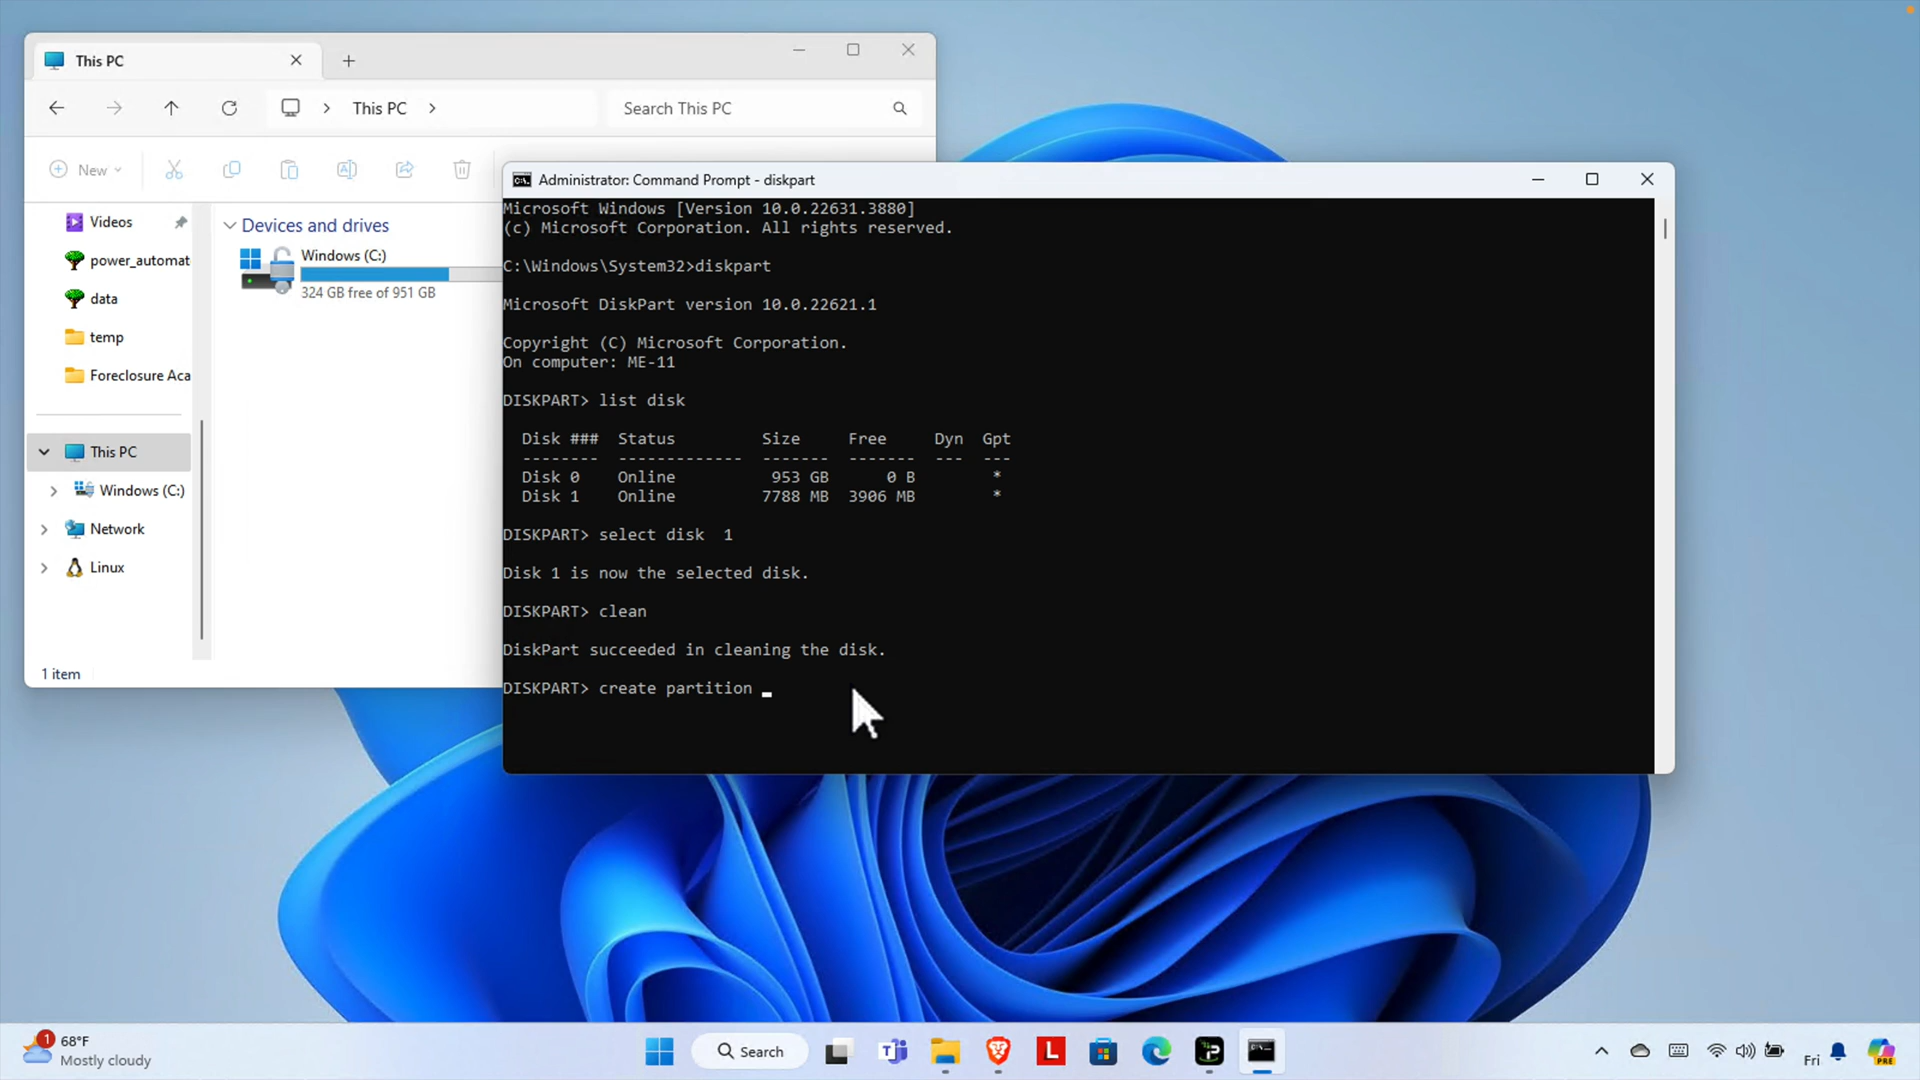 This PC
This PC
Search This PC
New
Videos
power_automat
data
temp
Foreclosure Aca
This PC
Windows (C:)
Network
Linux
1 item
Devices and drives
Windows (C:)
324 GB free of 951 GB
Administrator: Command Prompt - diskpart
Microsoft Windows [Version 10.0.22631.3880]
(c) Microsoft Corporation. All rights reserved.
C:\Windows\System32>diskpart
Microsoft DiskPart version 10.0.22621.1
Copyright (C) Microsoft Corporation.
On computer: ME-11
DISKPART> list disk
Disk ###  Status         Size     Free     Dyn  Gpt
--------  -------------  -------  -------  ---  ---
Disk 0    Online          953 GB      0 B        *
Disk 1    Online         7788 MB  3906 MB        *
DISKPART> select disk  1
Disk 1 is now the selected disk.
DISKPART> clean
DiskPart succeeded in cleaning the disk.
DISKPART> create partition _
1
68°F
Mostly cloudy
Search
T
L
Fri
PRE